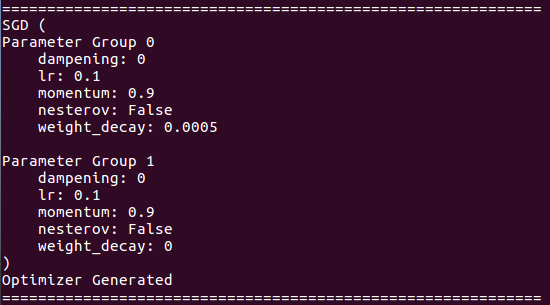 ============================================================
SGD (
Parameter Group 0
    dampening: 0
    lr: 0.1
    momentum: 0.9
    nesterov: False
    weight_decay: 0.0005

Parameter Group 1
    dampening: 0
    lr: 0.1
    momentum: 0.9
    nesterov: False
    weight_decay: 0
)
Optimizer Generated
============================================================